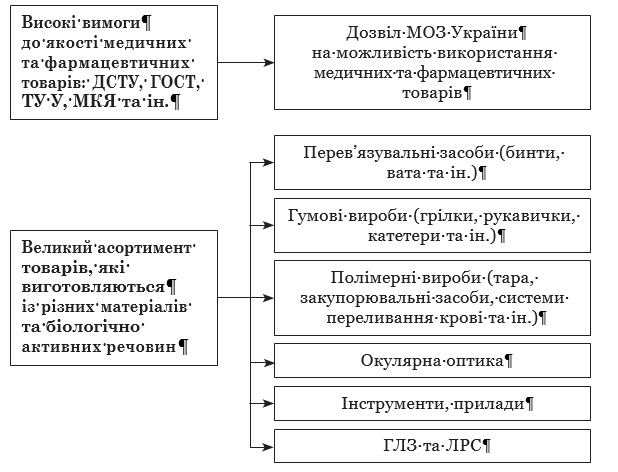 Високі вимоги¶
до якості медичних
та фармацевтичних
товарів: ДСТУ, ГОСТ,
ТУ У, МКЯ та ін.¶
Дозвіл МОЗ України¶
на можливість використання
медичних та фармацевтичних
товарів¶
Великий асортимент
товарів, які
виготовляються¶
із різних матеріалів
та біологічно
активних речовин¶
Перев’язувальні засоби (бинти,
вата та ін.)¶
Гумові вироби (грілки, рукавички,
катетери та ін.)¶
Полімерні вироби (тара,
закупорювальні засоби, системи
переливання крові та ін.)¶
Окулярна оптика¶
Інструменти, прилади¶
ГЛЗ та ЛРС¶